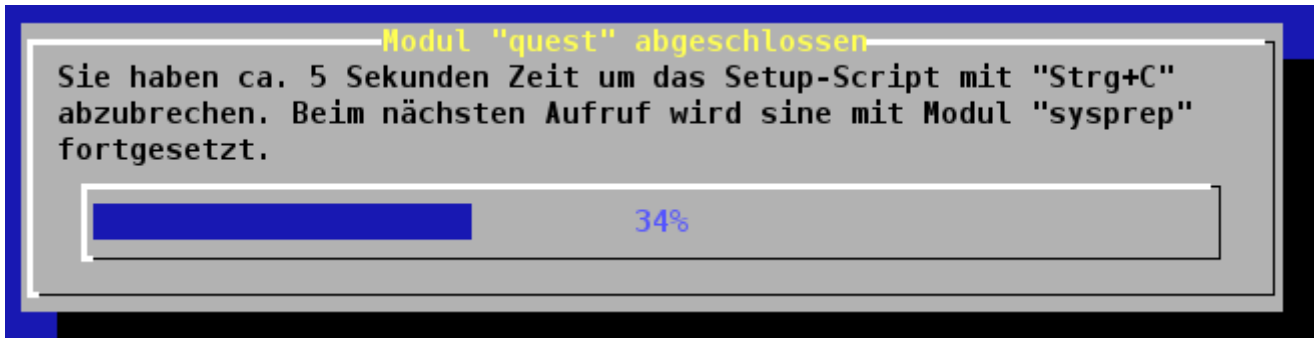 Modul "quest" abgeschlossen
Sie haben ca. 5 Sekunden Zeit um das Setup-Script mit "Strg+C"
abzubrechen. Beim nächsten Aufruf wird sine mit Modul "sysprep"
fortgesetzt.
34%